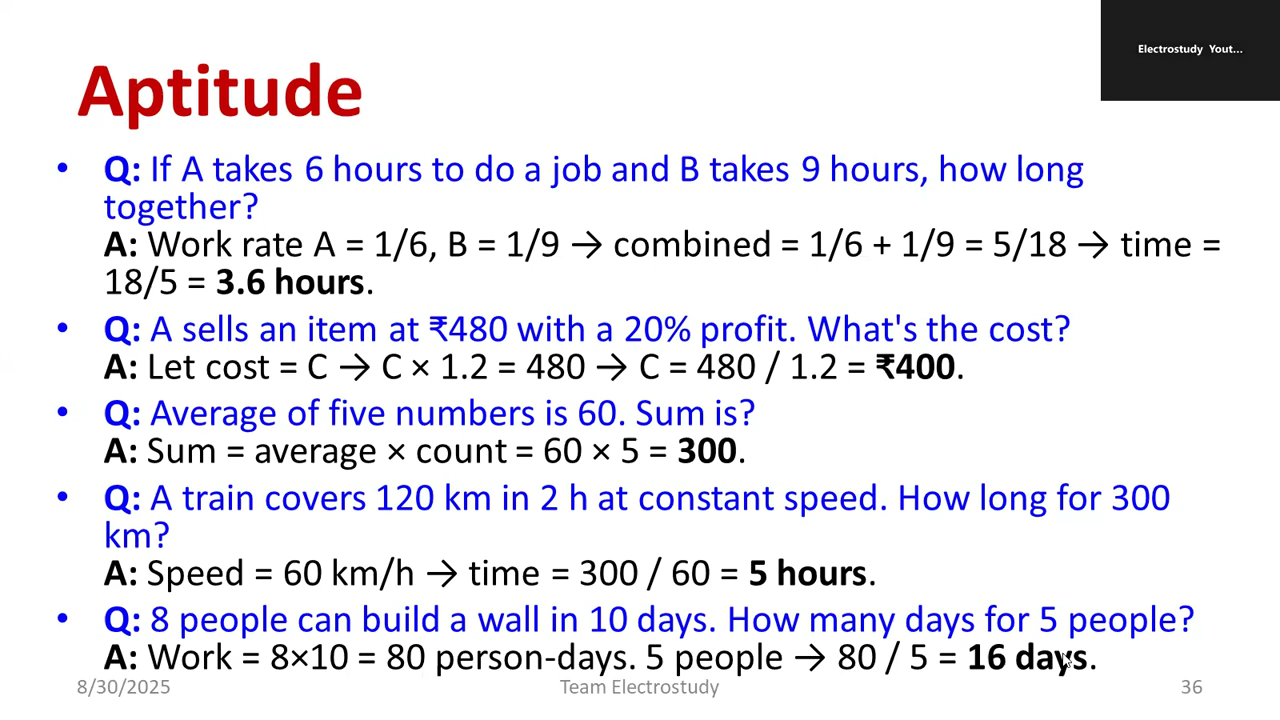 Electrostudy Yout...
Aptitude
• Q: If A takes 6 hours to do a job and B takes 9 hours, how long
together?
A: Work rate A = 1/6, B = 1/9 → combined = 1/6 + 1/9 = 5/18 → time =
18/5 = 3.6 hours.
• Q: A sells an item at ₹480 with a 20% profit. What's the cost?
A: Let cost = C → C × 1.2 = 480 → C = 480 / 1.2 = ₹400.
• Q: Average of five numbers is 60. Sum is?
A: Sum = average × count = 60 × 5 = 300.
• Q: A train covers 120 km in 2 h at constant speed. How long for 300
km?
A: Speed = 60 km/h → time = 300 / 60 = 5 hours.
• Q: 8 people can build a wall in 10 days. How many days for 5 people?
A: Work = 8×10 = 80 person-days. 5 people → 80 / 5 = 16 days.
8/30/2025 Team Electrostudy 36